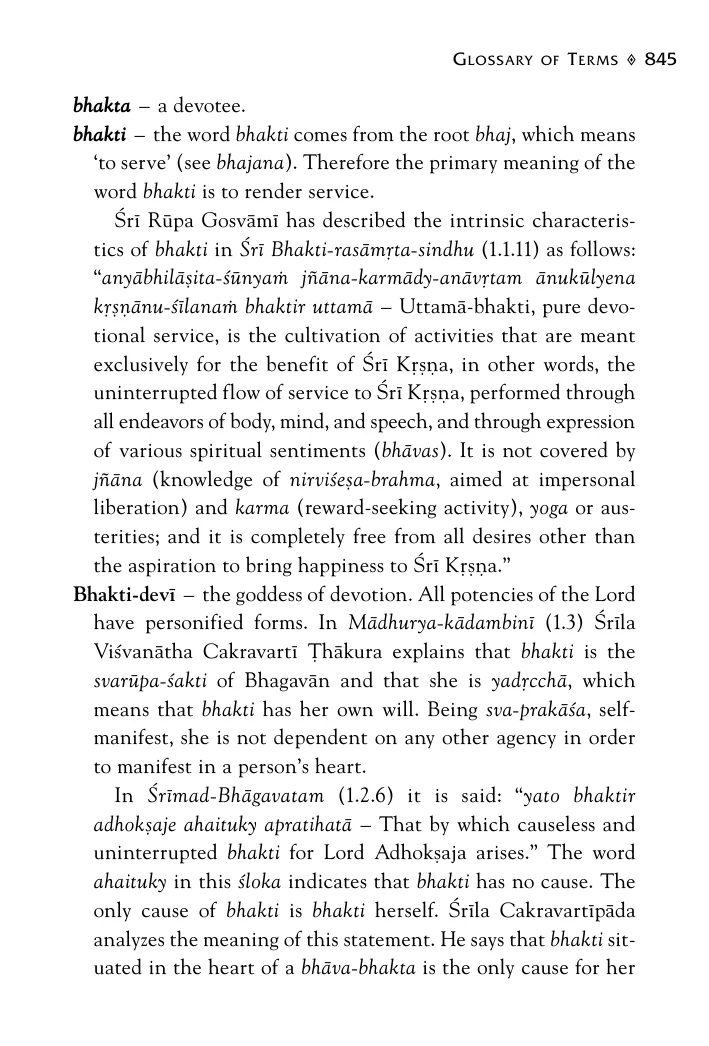 Glossary of Terms ◊ 845
bhakta – a devotee.
bhakti – the word bhakti comes from the root bhaj, which means
‘to serve’ (see bhajana). Therefore the primary meaning of the
word bhakti is to render service.
Śrī Rūpa Gosvāmī has described the intrinsic characteris-
tics of bhakti in Śrī Bhakti-rasāmṛta-sindhu (1.1.11) as follows:
“anyābhilāṣita-śūnyaṁ jñāna-karmādy-anāvṛtam ānukūlyena
kṛṣṇānu-śīlanaṁ bhaktir uttamā – Uttamā-bhakti, pure devo-
tional service, is the cultivation of activities that are meant
exclusively for the benefit of Śrī Kṛṣṇa, in other words, the
uninterrupted flow of service to Śrī Kṛṣṇa, performed through
all endeavors of body, mind, and speech, and through expression
of various spiritual sentiments (bhāvas). It is not covered by
jñāna (knowledge of nirviśeṣa-brahma, aimed at impersonal
liberation) and karma (reward-seeking activity), yoga or aus-
terities; and it is completely free from all desires other than
the aspiration to bring happiness to Śrī Kṛṣṇa.”
Bhakti-devī – the goddess of devotion. All potencies of the Lord
have personified forms. In Mādhurya-kādambinī (1.3) Śrīla
Viśvanātha Cakravartī Ṭhākura explains that bhakti is the
svarūpa-śakti of Bhagavān and that she is yadṛcchā, which
means that bhakti has her own will. Being sva-prakāśa, self-
manifest, she is not dependent on any other agency in order
to manifest in a person’s heart.
In Śrīmad-Bhāgavatam (1.2.6) it is said: “yato bhaktir
adhokṣaje ahaituky apratihatā – That by which causeless and
uninterrupted bhakti for Lord Adhokṣaja arises.” The word
ahaituky in this śloka indicates that bhakti has no cause. The
only cause of bhakti is bhakti herself. Śrīla Cakravartīpāda
analyzes the meaning of this statement. He says that bhakti sit-
uated in the heart of a bhāva-bhakta is the only cause for her